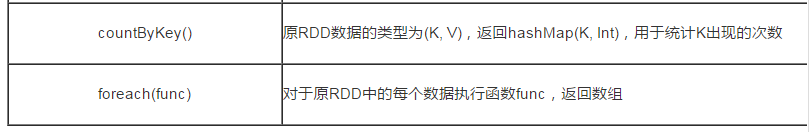 countByKey() 原RDD数据的类型为(K, V)，返回hashMap(K, Int)，用于统计K出现的次数
foreach(func) 对于原RDD中的每个数据执行函数func，返回数组